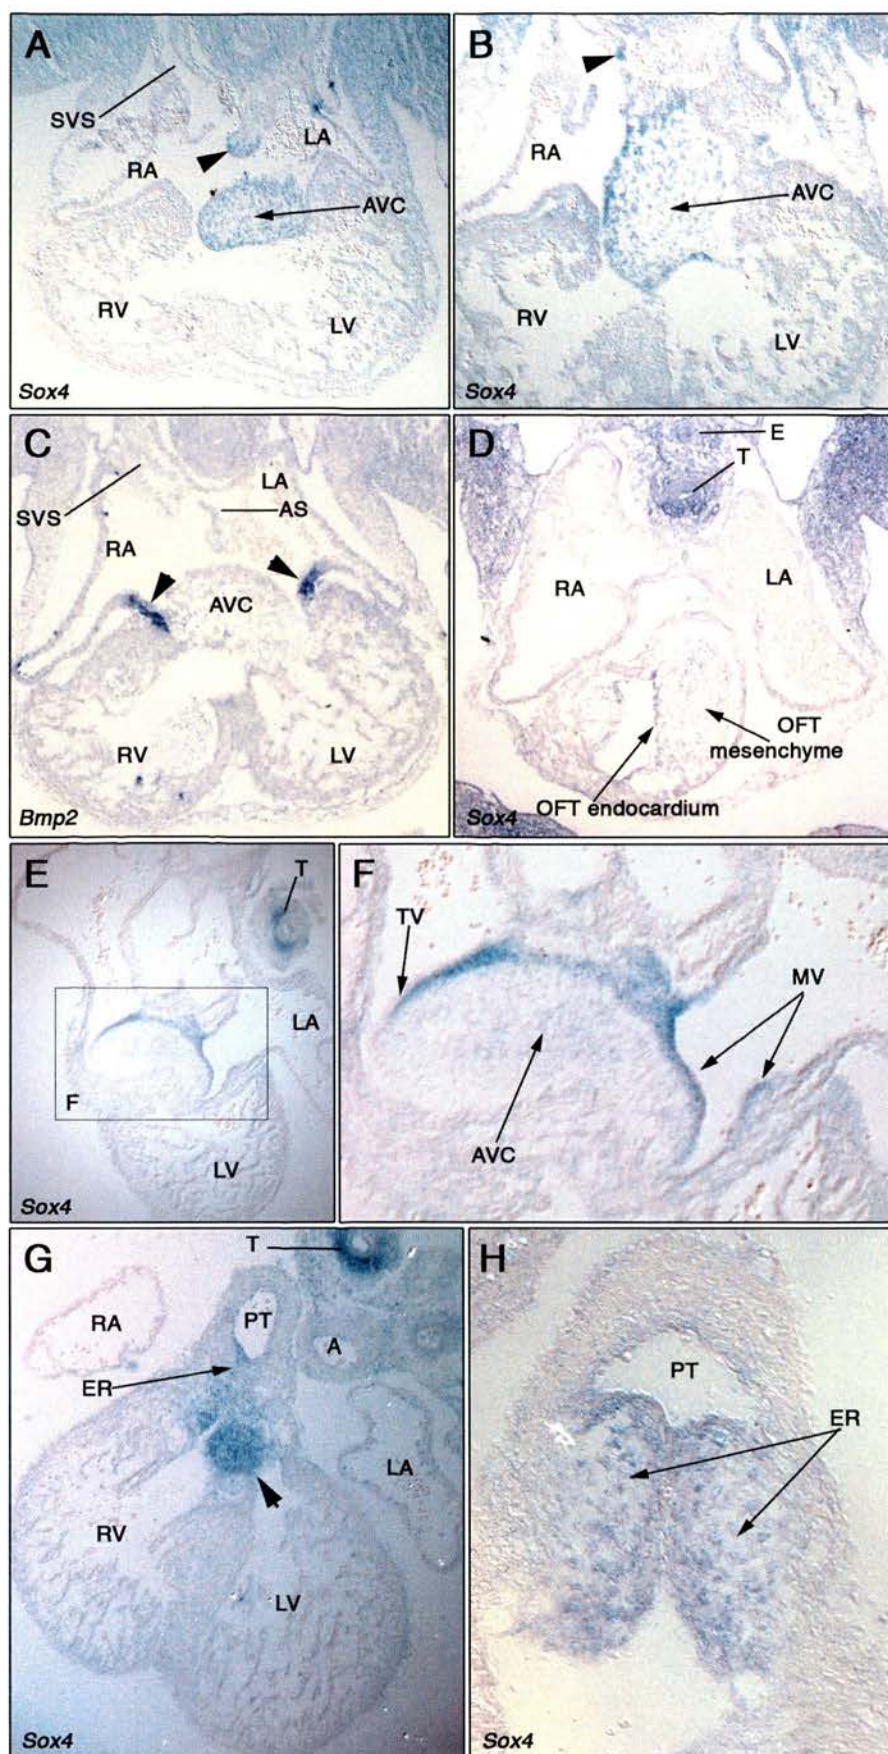 A
SVS
LA
RA
AVC
RV
LV
Sox4
B
RA
AVC
RV
LV
Sox4
C
LA
SVS
AS
RA
AVC
RV
LV
Bmp2
D
E
T
RA
LA
OFT
mesenchyme
OFT endocardium
Sox4
E
T
LA
F
LV
Sox4
F
TV
MV
AVC
G
T
RA
PT
A
ER
LA
RV
LV
Sox4
H
PT
ER
Sox4